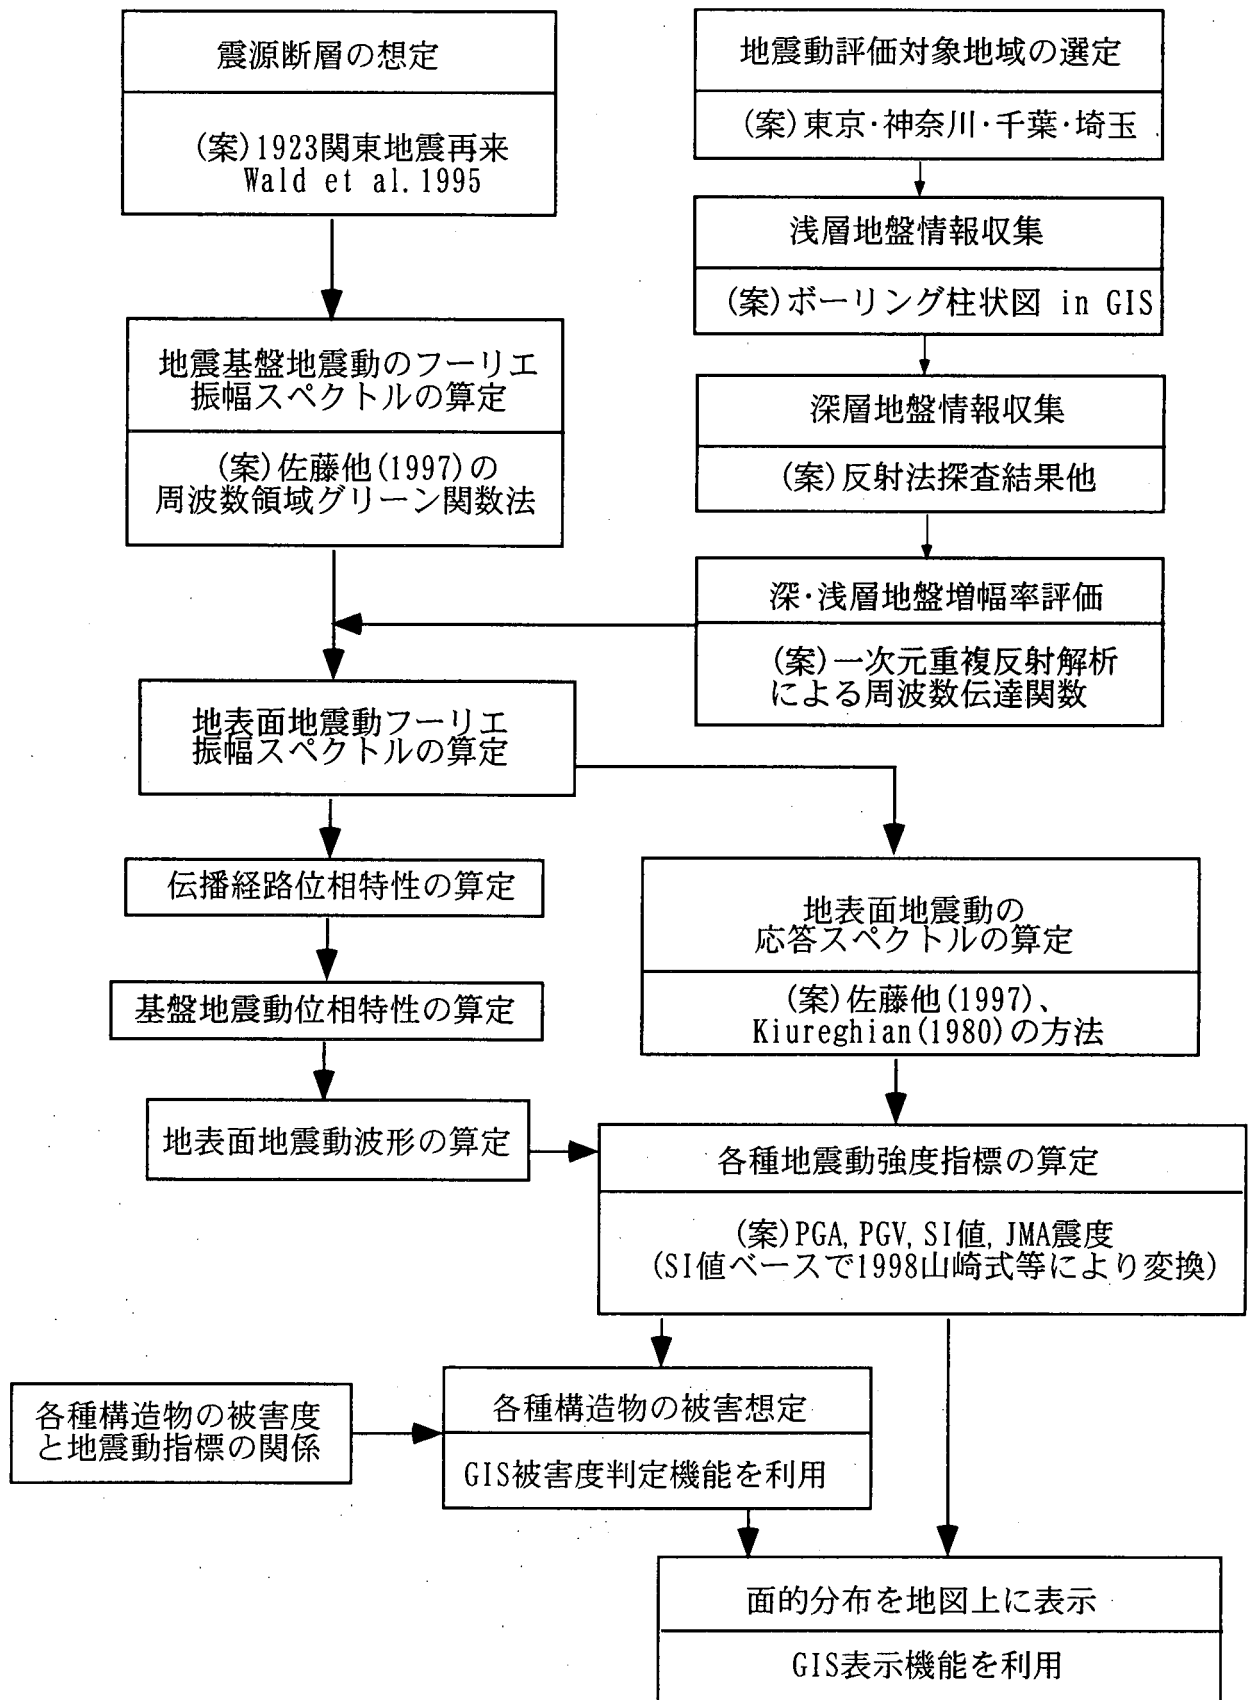 震源断層の想定
(案)1923関東地震再来
Wald et al. 1995
地震動評価対象地域の選定
(案)東京・神奈川・千葉・埼玉
浅層地盤情報収集
(案)ボーリング柱状図 in GIS
地震基盤地震動のフーリエ
振幅スペクトルの算定
(案)佐藤他(1997)の
周波数領域グリーン関数法
深層地盤情報収集
(案)反射法探査結果他
深・浅層地盤増幅率評価
(案)一次元重複反射解析
による周波数伝達関数
地表面地震動フーリエ
振幅スペクトルの算定
伝播経路位相特性の算定
基盤地震動位相特性の算定
地表面地震動波形の算定
地表面地震動の
応答スペクトルの算定
(案)佐藤他(1997)、
Kiureghian(1980)の方法
各種地震動強度指標の算定
(案)PGA, PGV, SI値, JMA震度
(SI値ベースで1998山崎式等により変換)
各種構造物の被害度
と地震動指標の関係
各種構造物の被害想定
GIS被害度判定機能を利用
面的分布を地図上に表示
GIS表示機能を利用